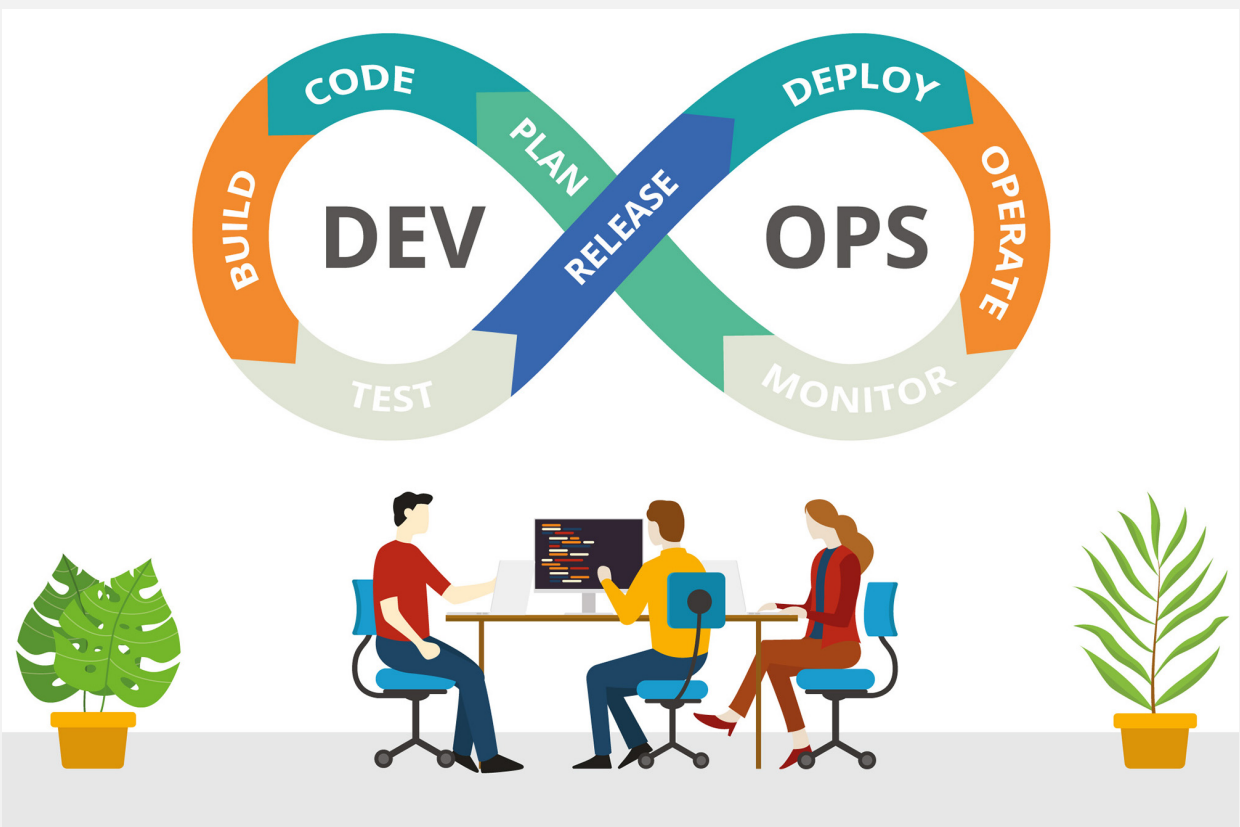 CODE
DEPLOY
PLAN
BUILD
DEV
RELEASE
OPS
OPERATE
TEST
MONITOR